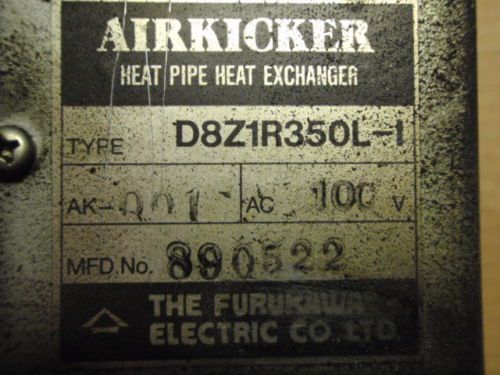 AIRKICKER
HEAT PIPE HEAT EXCHANGER
TYPE D8Z1R350L-I
AK-001 AC 100 V
MFD.No. 890522
THE FURUKAWA
ELECTRIC CO.,LTD.